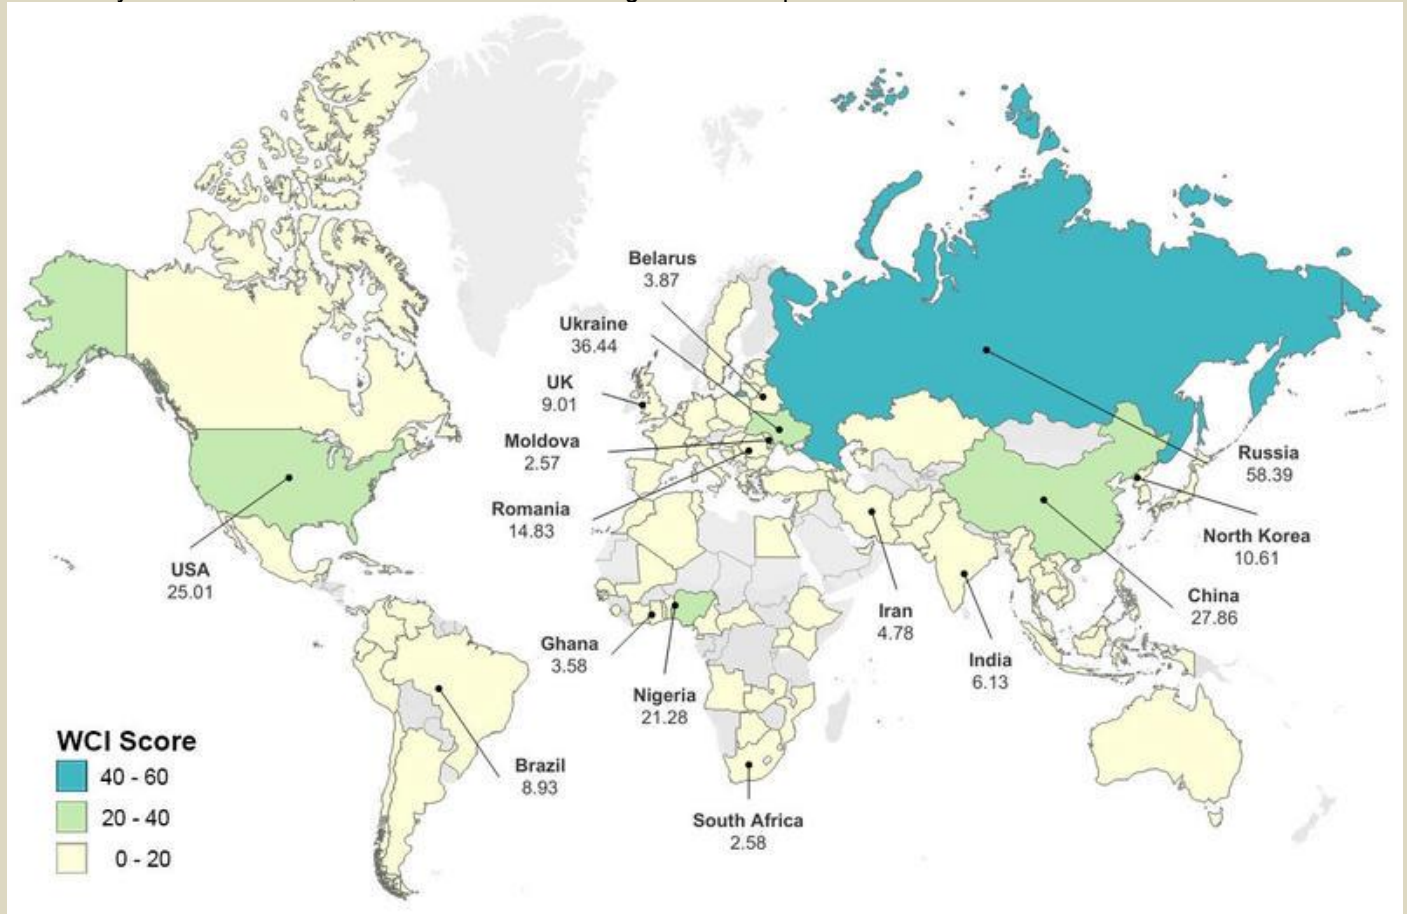 Belarus
3.87
Ukraine
36.44
UK
9.01
Moldova
2.57
Romania
14.83
USA
25.01
Russia
58.39
North Korea
10.61
China
27.86
Iran
4.78
India
6.13
Ghana
3.58
Nigeria
21.28
Brazil
8.93
South Africa
2.58
WCI Score
40 - 60
20 - 40
0 - 20